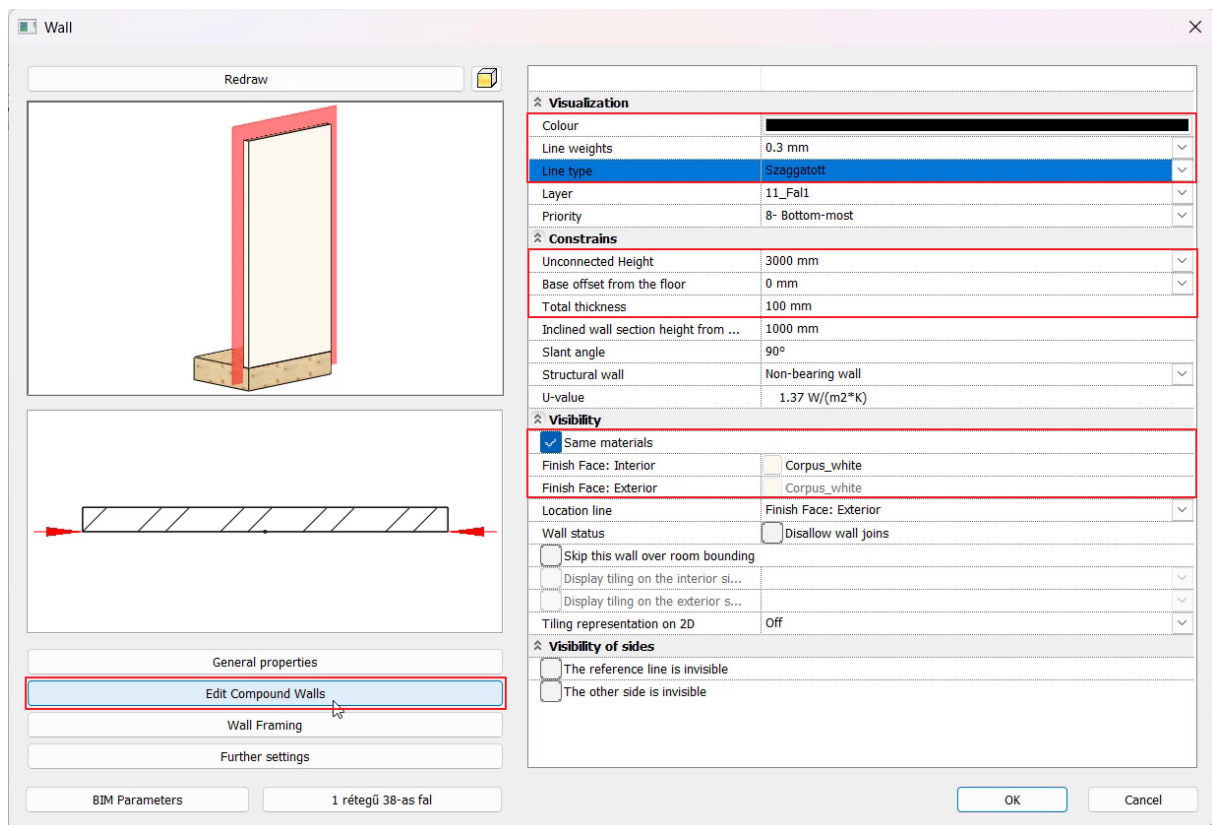 Wall
Redraw
Visualization
Colour
Line weights 0.3 mm
Line type Szaggatott
Layer 11_Fal1
Priority 8- Bottom-most
Constrains
Unconnected Height 3000 mm
Base offset from the floor 0 mm
Total thickness 100 mm
Inclined wall section height from ... 1000 mm
Slant angle 90°
Structural wall Non-bearing wall
U-value 1.37 W/(m2*K)
Visibility
Same materials
Finish Face: Interior Corpus_white
Finish Face: Exterior Corpus_white
Location line Finish Face: Exterior
Wall status Disallow wall joins
Skip this wall over room bounding
Display tiling on the interior si...
Display tiling on the exterior s...
Tiling representation on 2D Off
Visibility of sides
The reference line is invisible
The other side is invisible
General properties
Edit Compound Walls
Wall Framing
Further settings
BIM Parameters 1 rétegű 38-as fal
OK Cancel